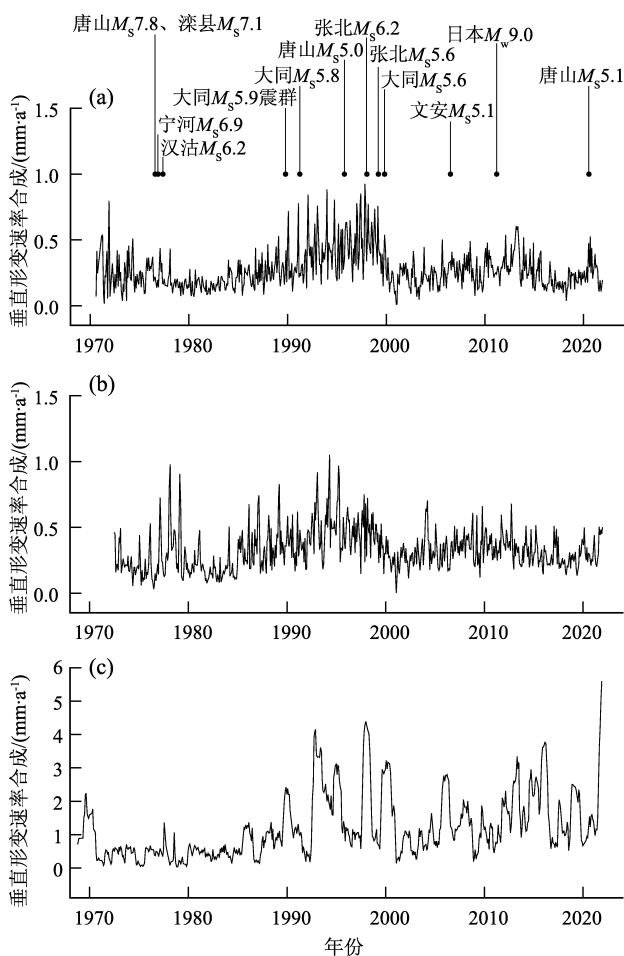 唐山MS7.8、滦县MS7.1
张北MS6.2
唐山MS5.0
日本MW9.0
张北MS5.6
大同MS5.8
大同MS5.6
唐山MS5.1
(a)
大同MS5.9震群
文安MS5.1
宁河MS6.9
汉沽MS6.2
垂直形变速率合成/(mm·a-1)
1.5
1.0
0.5
0.0
1970 1980 1990 2000 2010 2020
(b)
垂直形变速率合成/(mm·a-1)
1.5
1.0
0.5
0.0
1970 1980 1990 2000 2010 2020
(c)
垂直形变速率合成/(mm·a-1)
6
5
4
3
2
1
0
1970 1980 1990 2000 2010 2020
年份